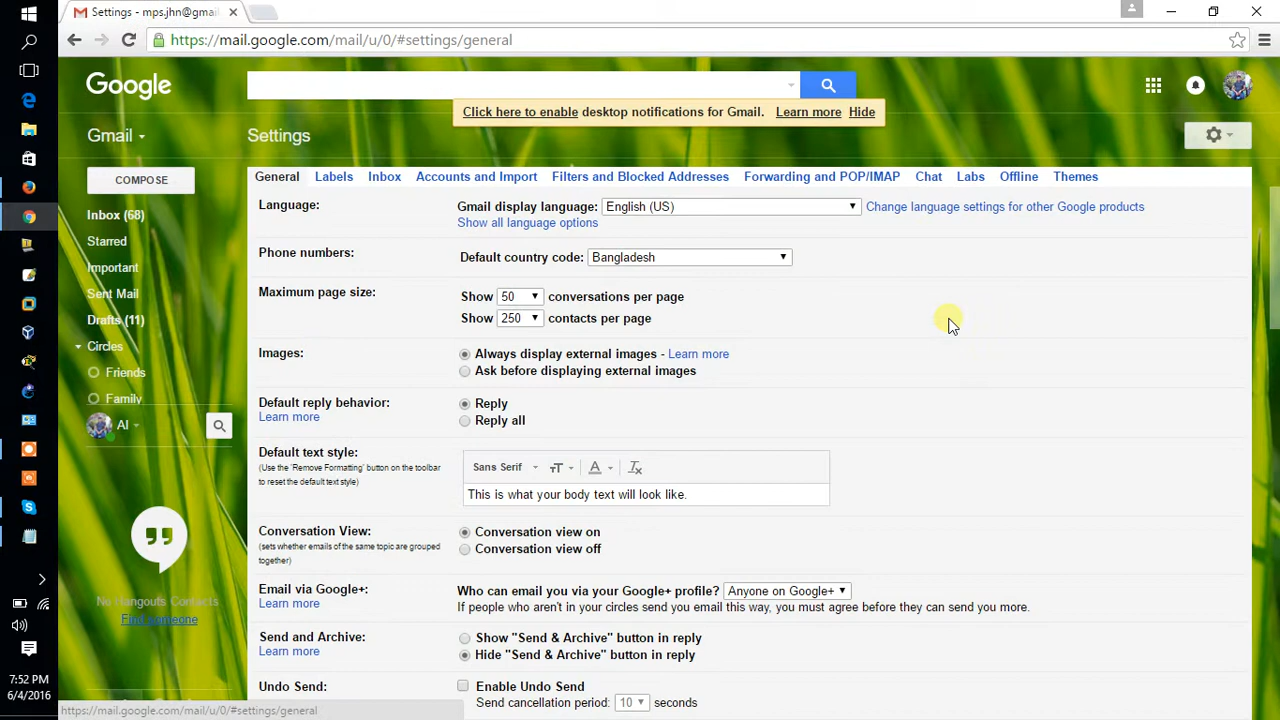 Settings - mps.jhn@gmai
https://mail.google.com/mail/u/0/#settings/general
Google
Click here to enable desktop notifications for Gmail. Learn more Hide
Gmail
Settings
COMPOSE
General Labels Inbox Accounts and Import Filters and Blocked Addresses Forwarding and POP/IMAP Chat Labs Offline Themes
Inbox (68)
Starred
Important
Sent Mail
Drafts (11)
Circles
Friends
Family
AI
No Hangouts Contacts
Find someone
Language:
Gmail display language: English (US) Change language settings for other Google products
Show all language options
Phone numbers:
Default country code: Bangladesh
Maximum page size:
Show 50 conversations per page
Show 250 contacts per page
Images:
Always display external images - Learn more
Ask before displaying external images
Default reply behavior:
Learn more
Reply
Reply all
Default text style:
(Use the 'Remove Formatting' button on the toolbar
to reset the default text style)
Sans Serif
This is what your body text will look like.
Conversation View:
(sets whether emails of the same topic are grouped
together)
Conversation view on
Conversation view off
Email via Google+:
Learn more
Who can email you via your Google+ profile? Anyone on Google+
If people who aren't in your circles send you email this way, you must agree before they can send you more.
Send and Archive:
Learn more
Show "Send & Archive" button in reply
Hide "Send & Archive" button in reply
Undo Send:
Enable Undo Send
Send cancellation period: 10 seconds
7:52 PM
6/4/2016
https://mail.google.com/mail/u/0/#settings/general